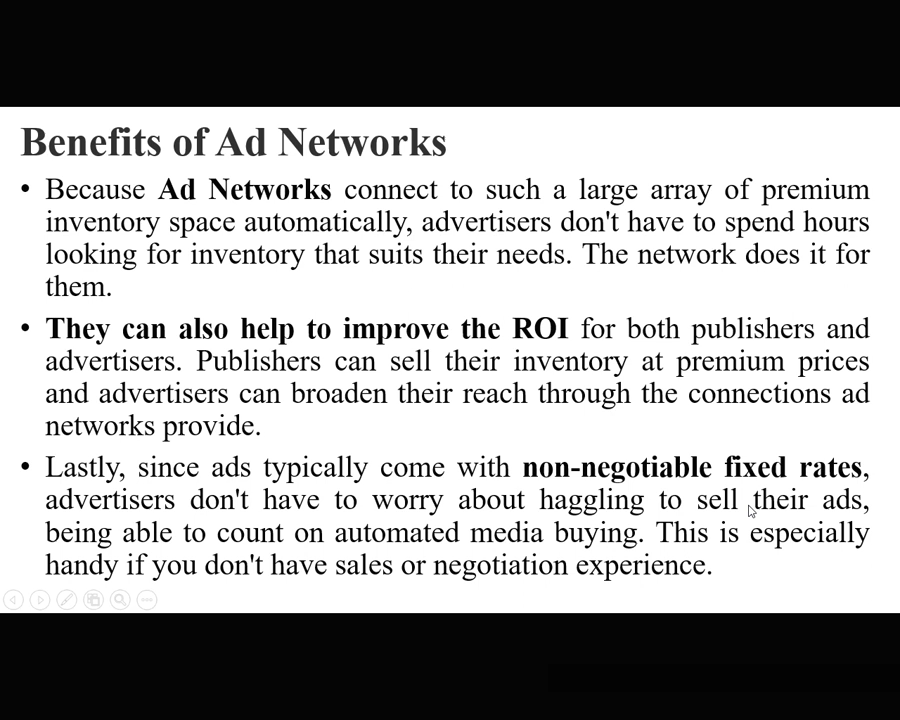 Benefits of Ad Networks
• Because Ad Networks connect to such a large array of premium
inventory space automatically, advertisers don't have to spend hours
looking for inventory that suits their needs. The network does it for
them.
• They can also help to improve the ROI for both publishers and
advertisers. Publishers can sell their inventory at premium prices
and advertisers can broaden their reach through the connections ad
networks provide.
• Lastly, since ads typically come with non-negotiable fixed rates,
advertisers don't have to worry about haggling to sell their ads,
being able to count on automated media buying. This is especially
handy if you don't have sales or negotiation experience.